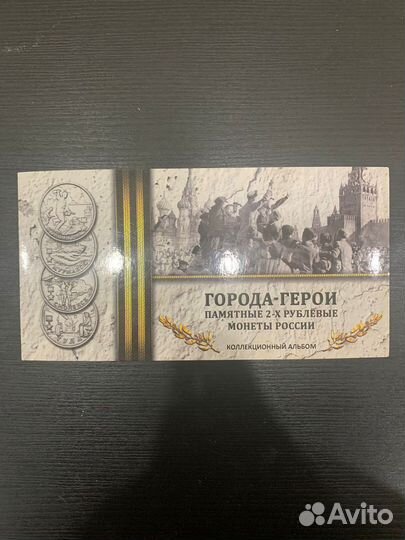 ГОРОДА-ГЕРОИ
ПАМЯТНЫЕ 2-Х РУБЛЁВЫЕ
МОНЕТЫ РОССИИ
КОЛЛЕКЦИОННЫЙ АЛЬБОМ
Avito